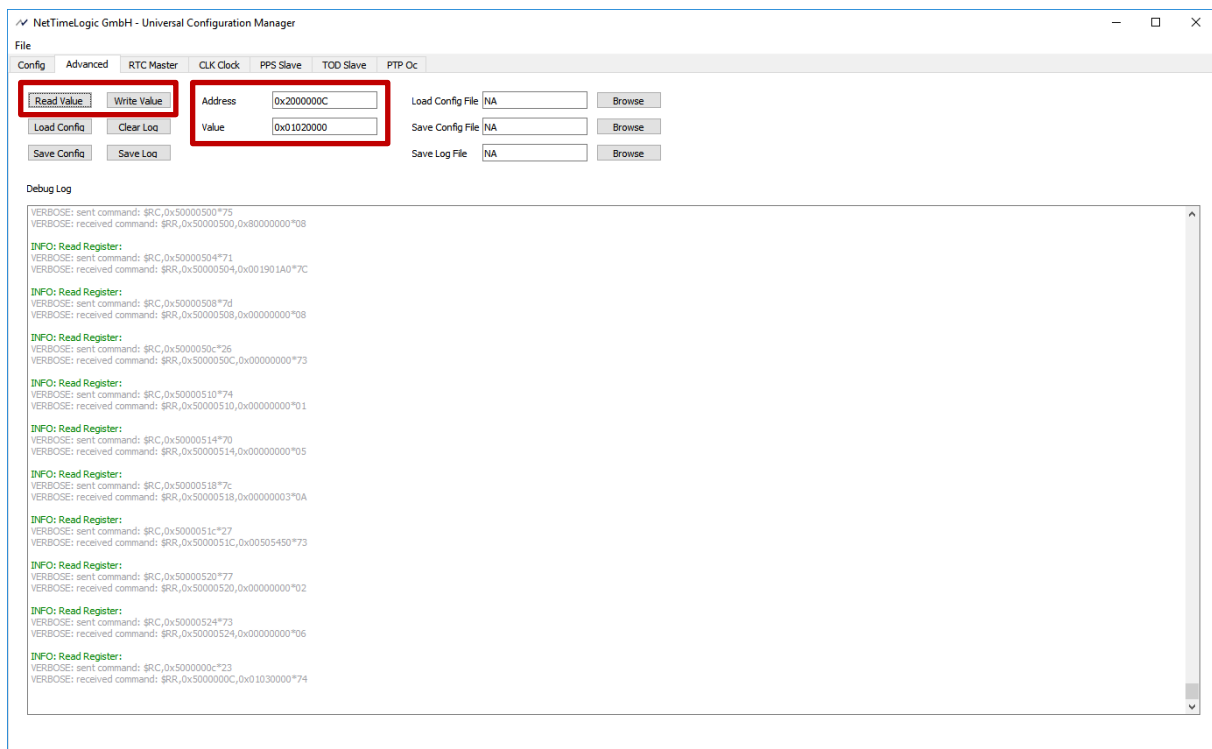 NetTimeLogic GmbH - Universal Configuration Manager
File
Config Advanced RTC Master CLK Clock PPS Slave TOD Slave PTP Oc
Read Value Write Value Address 0x2000000C Load Config File NA Browse
Load Config Clear Log Value 0x01020000 Save Config File NA Browse
Save Config Save Log Save Log File NA Browse
Debug Log
VERBOSE: sent command: $RC,0x50000500*75
VERBOSE: received command: $RR,0x50000500,0x80000000*08
INFO: Read Register:
VERBOSE: sent command: $RC,0x50000504*71
VERBOSE: received command: $RR,0x50000504,0x001901A0*7C
INFO: Read Register:
VERBOSE: sent command: $RC,0x50000508*7d
VERBOSE: received command: $RR,0x50000508,0x00000000*08
INFO: Read Register:
VERBOSE: sent command: $RC,0x5000050c*26
VERBOSE: received command: $RR,0x5000050C,0x00000000*73
INFO: Read Register:
VERBOSE: sent command: $RC,0x50000510*74
VERBOSE: received command: $RR,0x50000510,0x00000000*01
INFO: Read Register:
VERBOSE: sent command: $RC,0x50000514*70
VERBOSE: received command: $RR,0x50000514,0x00000000*05
INFO: Read Register:
VERBOSE: sent command: $RC,0x50000518*7c
VERBOSE: received command: $RR,0x50000518,0x00000003*0A
INFO: Read Register:
VERBOSE: sent command: $RC,0x5000051c*27
VERBOSE: received command: $RR,0x5000051C,0x00505450*73
INFO: Read Register:
VERBOSE: sent command: $RC,0x50000520*77
VERBOSE: received command: $RR,0x50000520,0x00000000*02
INFO: Read Register:
VERBOSE: sent command: $RC,0x50000524*73
VERBOSE: received command: $RR,0x50000524,0x00000000*06
INFO: Read Register:
VERBOSE: sent command: $RC,0x5000000c*23
VERBOSE: received command: $RR,0x5000000C,0x01030000*74